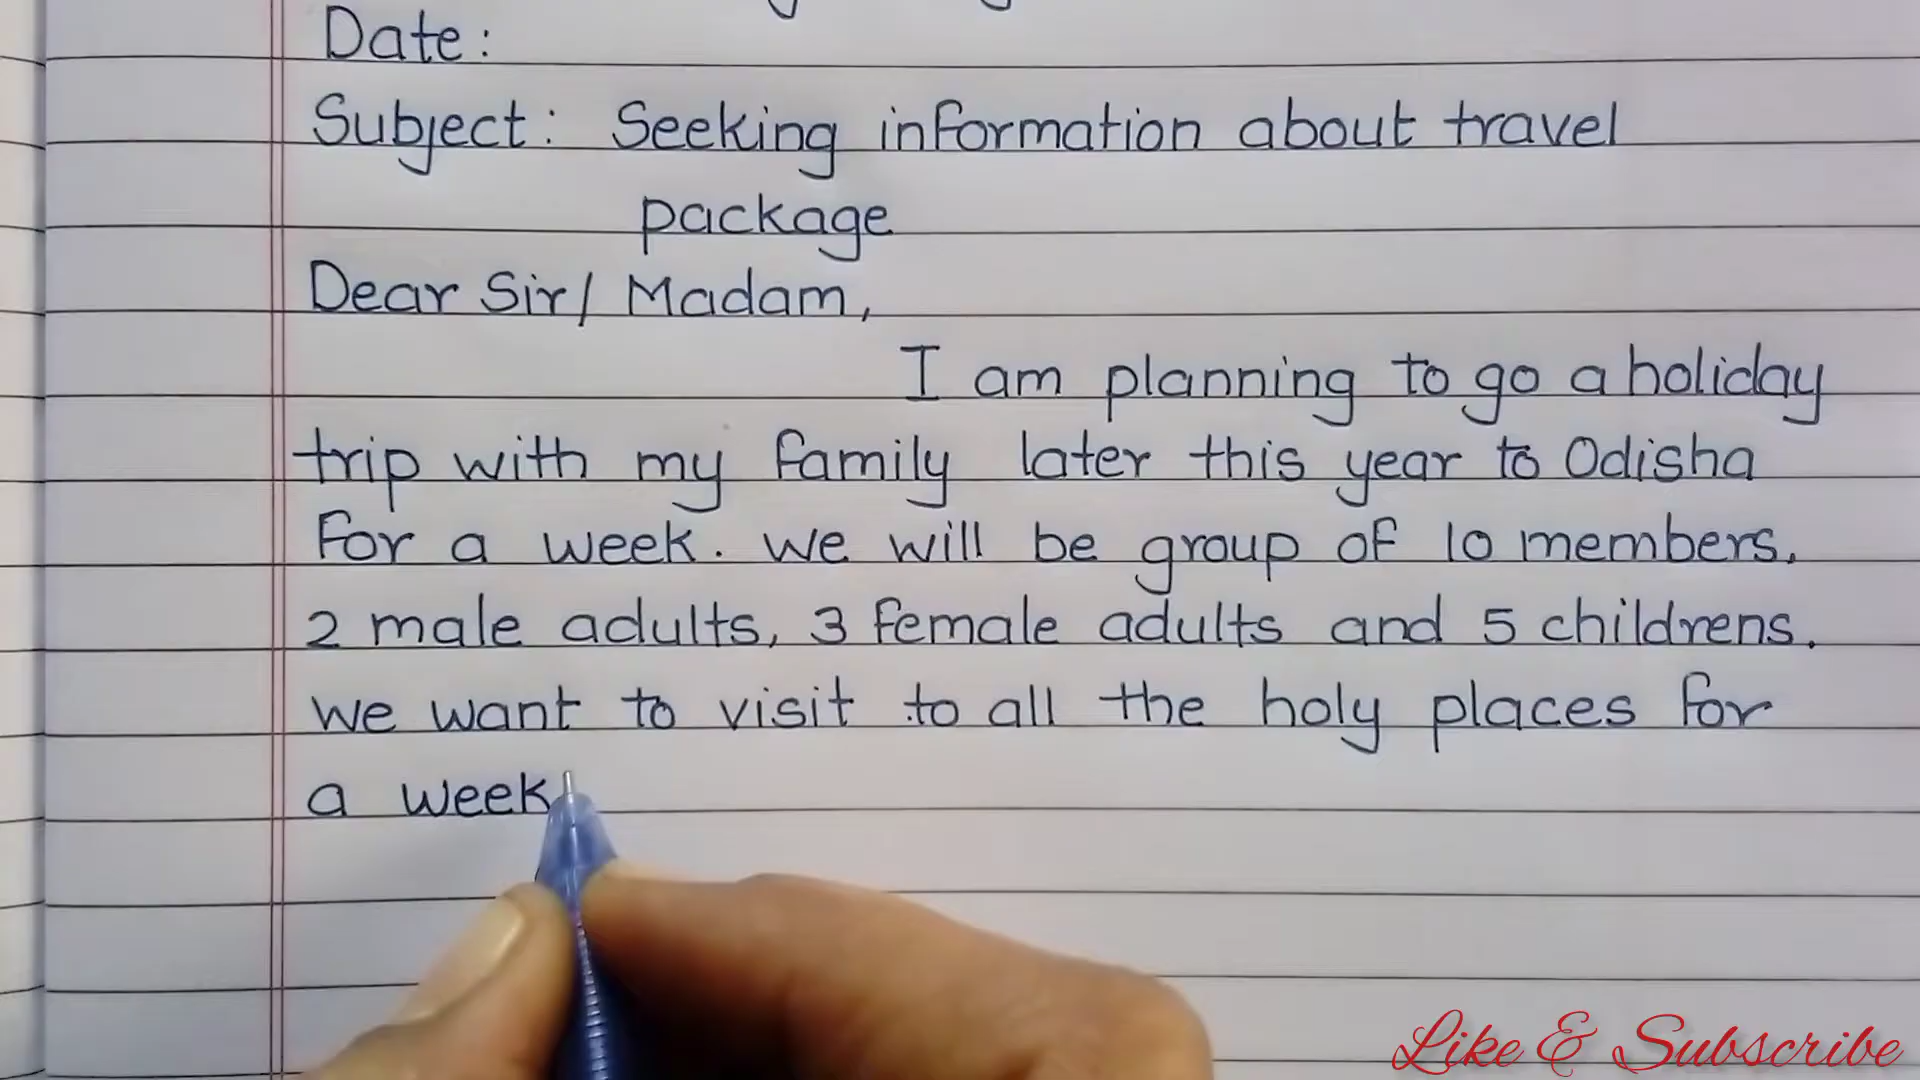 Date:
Subject: Seeking information about travel
package
Dear Sir/ Madam,
I am planning to go a holiday
trip with my family later this year to Odisha
for a week. We will be group of 10 members.
2 male adults, 3 female adults and 5 childrens.
We want to visit to all the holy places for
a week
Like & Subscribe